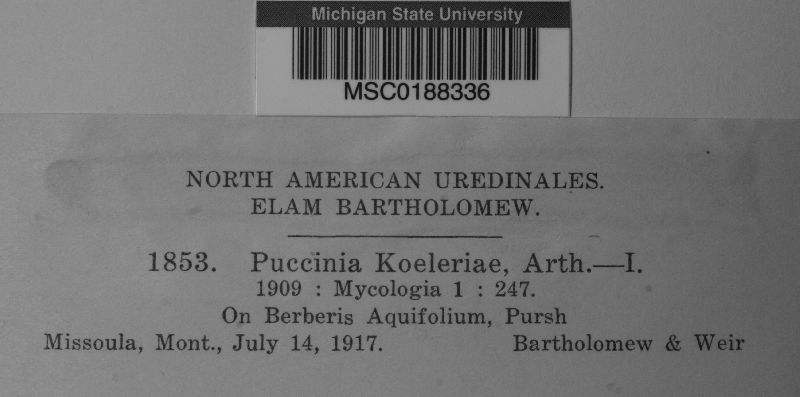 Michigan State University
MSC0188336
NORTH AMERICAN UREDINALES.
ELAM BARTHOLOMEW.
1853. Puccinia Koeleriae, Arth.—I.
1909 : Mycologia 1 : 247.
On Berberis Aquifolium, Pursh
Missoula, Mont., July 14, 1917. Bartholomew & Weir